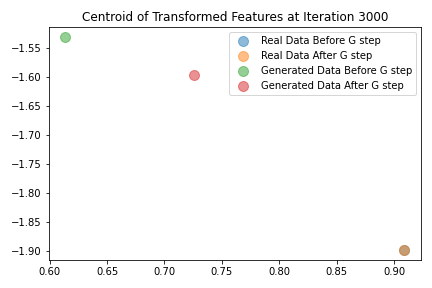 Centroid of Transformed Features at Iteration 3000
Real Data Before G step
Real Data After G step
Generated Data Before G step
Generated Data After G step
−1.55
−1.60
−1.65
−1.70
−1.75
−1.80
−1.85
−1.90
0.60 0.65 0.70 0.75 0.80 0.85 0.90